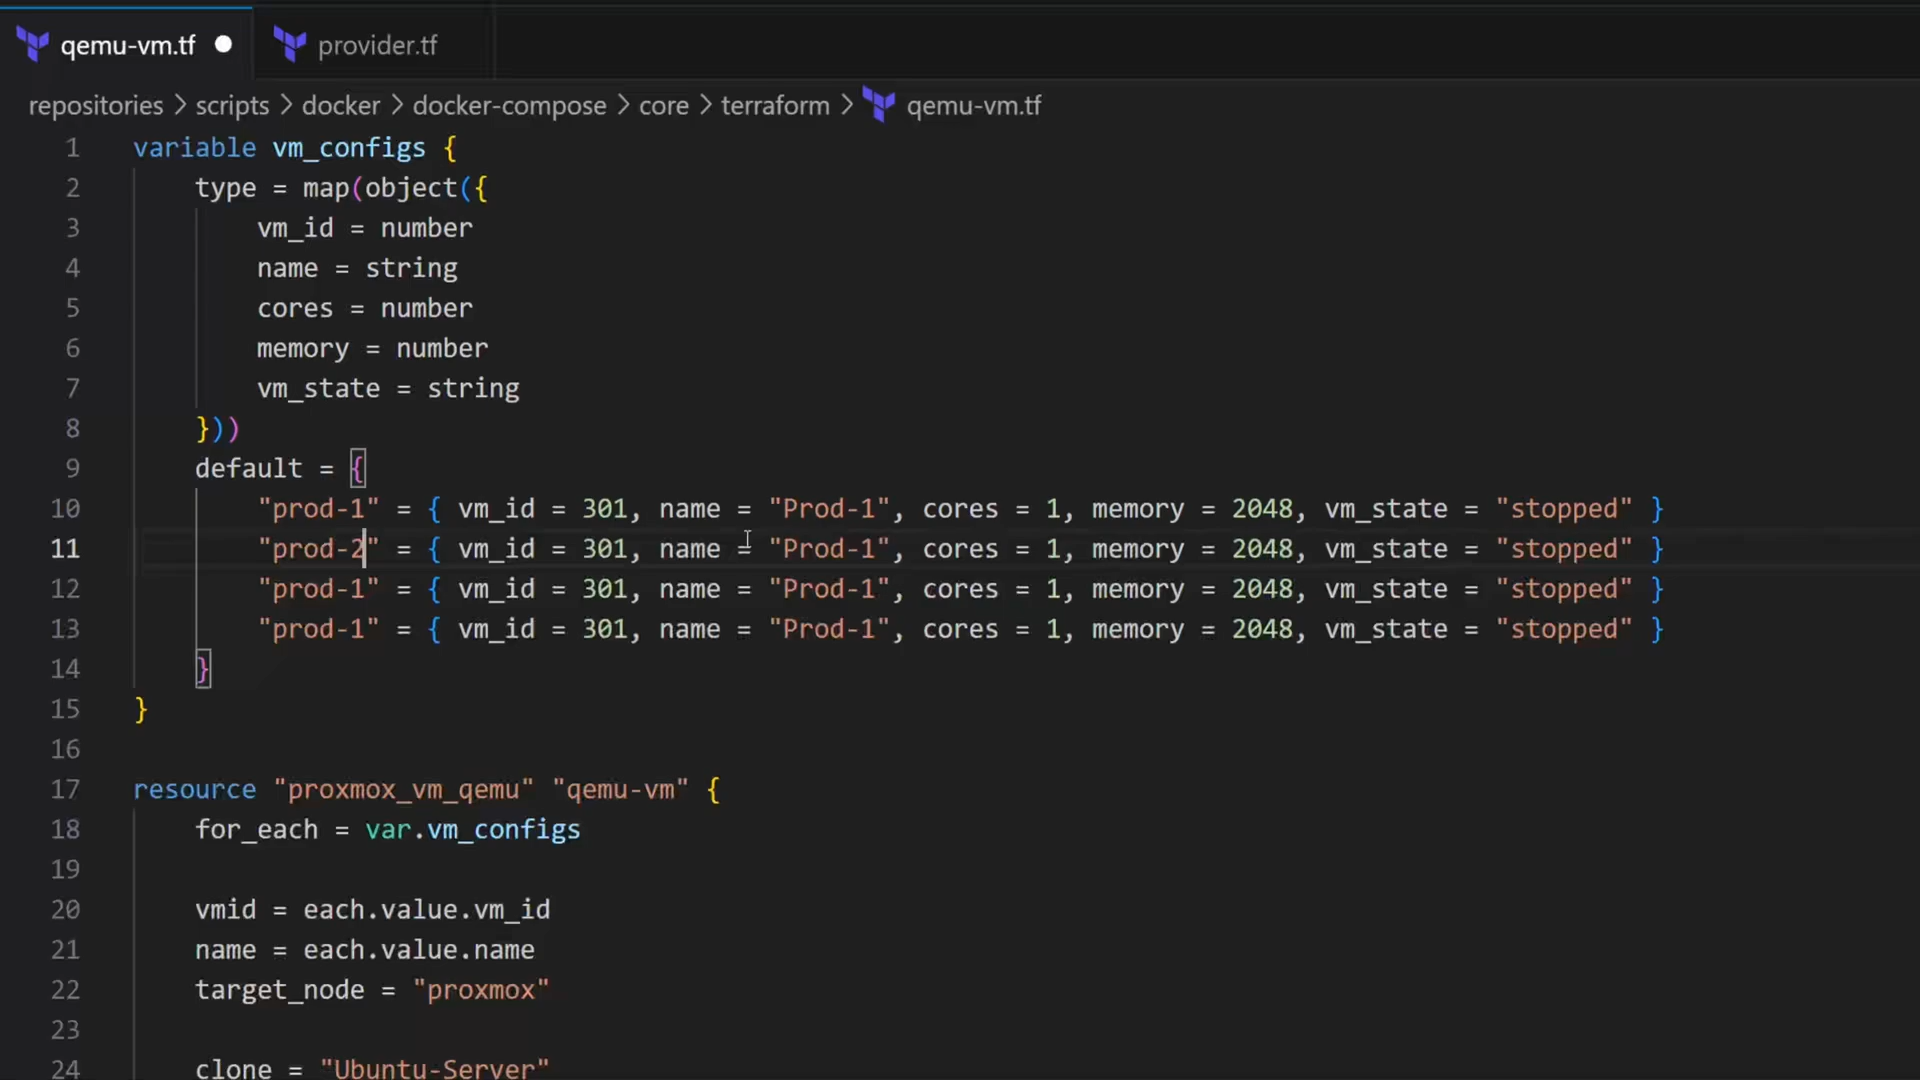 qemu-vm.tf provider.tf
repositories > scripts > docker > docker-compose > core > terraform > qemu-vm.tf
1 variable vm_configs {
2 type = map(object({
3 vm_id = number
4 name = string
5 cores = number
6 memory = number
7 vm_state = string
8 }))
9 default = {
10 "prod-1" = { vm_id = 301, name = "Prod-1", cores = 1, memory = 2048, vm_state = "stopped" }
11 "prod-2" = { vm_id = 301, name = "Prod-1", cores = 1, memory = 2048, vm_state = "stopped" }
12 "prod-1" = { vm_id = 301, name = "Prod-1", cores = 1, memory = 2048, vm_state = "stopped" }
13 "prod-1" = { vm_id = 301, name = "Prod-1", cores = 1, memory = 2048, vm_state = "stopped" }
14 }
15 }
16
17 resource "proxmox_vm_qemu" "qemu-vm" {
18 for_each = var.vm_configs
19
20 vmid = each.value.vm_id
21 name = each.value.name
22 target_node = "proxmox"
23
24 clone = "Ubuntu-Server"